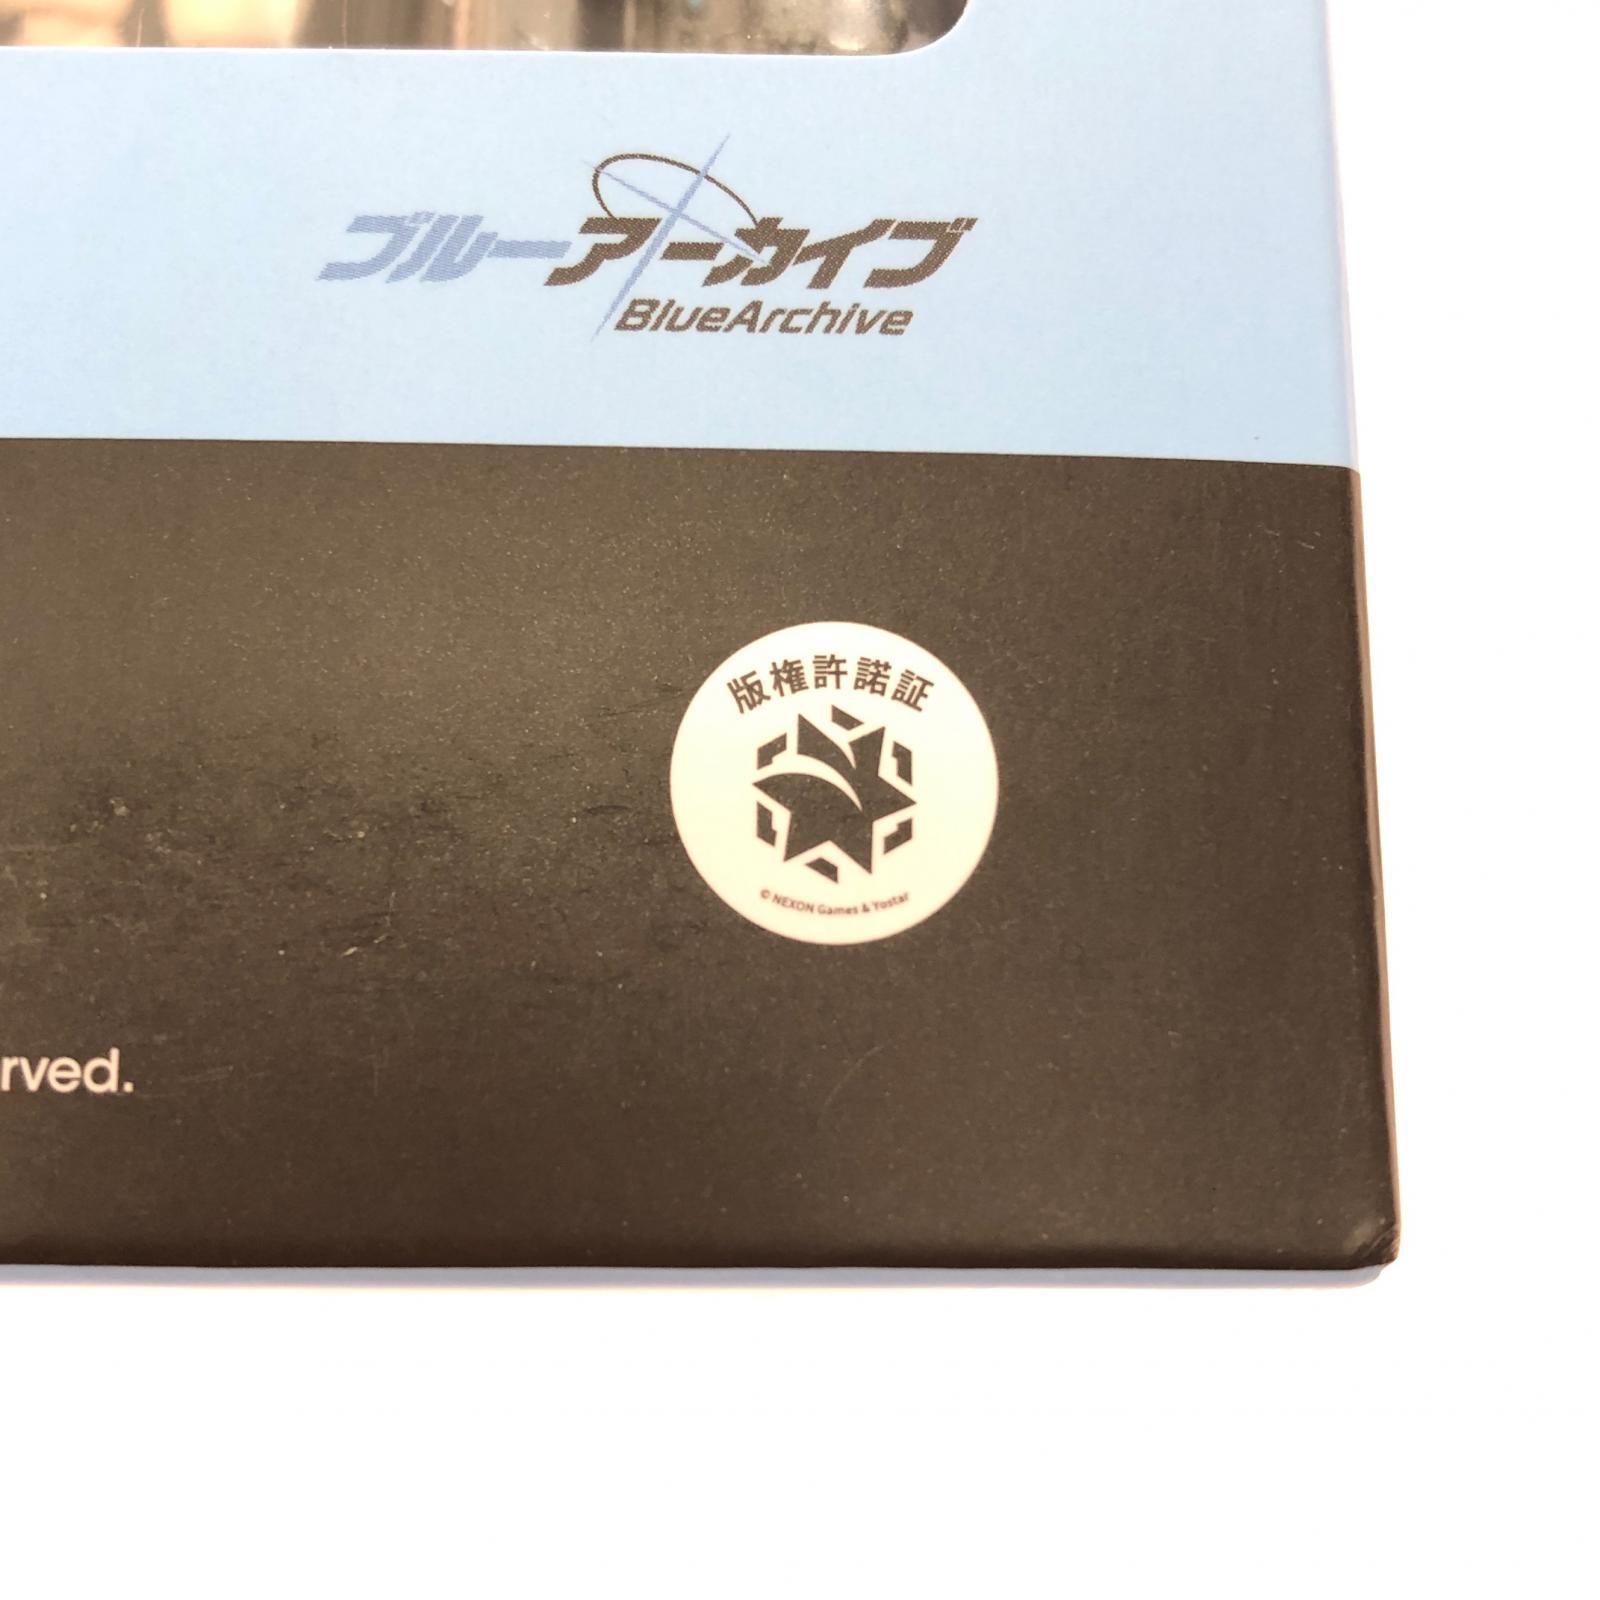 ブルーアーカイブ
BlueArchive
版権許諾証
© NEXON Games & Yostar
rved.